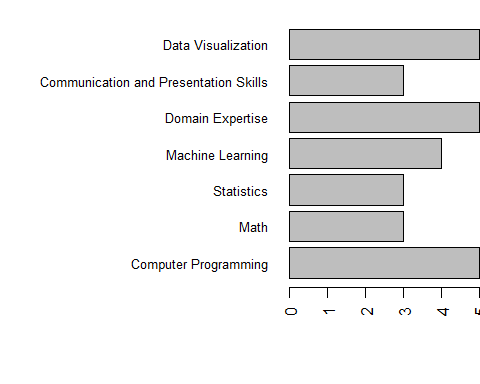 Data Visualization
Communication and Presentation Skills
Domain Expertise
Machine Learning
Statistics
Math
Computer Programming
0 1 2 3 4 5